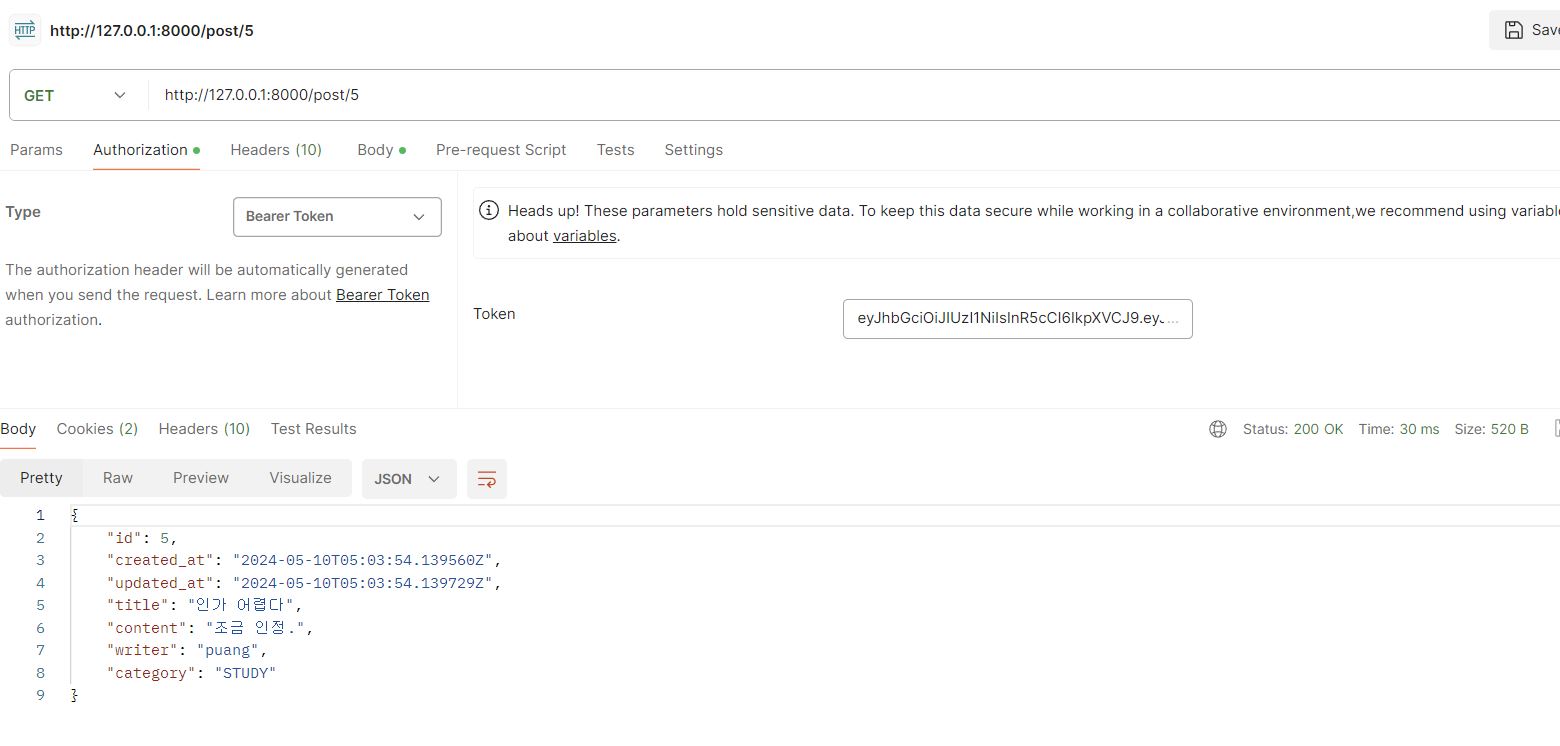 HTTP http://127.0.0.1:8000/post/5 Save
GET http://127.0.0.1:8000/post/5
Params Authorization Headers (10) Body Pre-request Script Tests Settings
Type Bearer Token
Heads up! These parameters hold sensitive data. To keep this data secure while working in a collaborative environment,we recommend using variable
about variables.
The authorization header will be automatically generated
when you send the request. Learn more about Bearer Token
authorization.
Token
Body Cookies (2) Headers (10) Test Results Status: 200 OK Time: 30 ms Size: 520 B
Pretty Raw Preview Visualize JSON
1 {
2 "id": 5,
3 "created_at": "2024-05-10T05:03:54.139560Z",
4 "updated_at": "2024-05-10T05:03:54.139729Z",
5 "title": "인가 어렵다",
6 "content": "조금 인정.",
7 "writer": "puang",
8 "category": "STUDY"
9 }